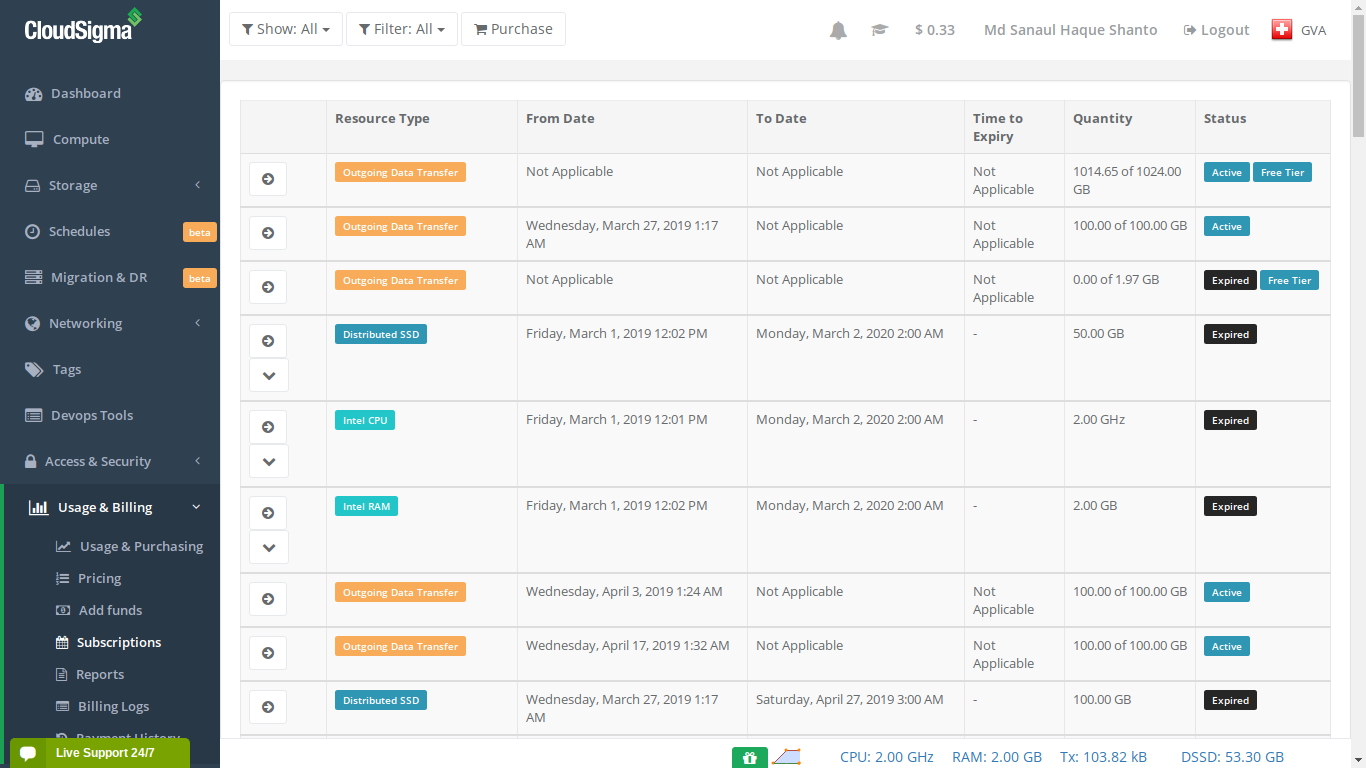 CloudSigma
Show: All
Filter: All
Purchase
$ 0.33
Md Sanaul Haque Shanto
Logout
GVA
Dashboard
Compute
Storage
Schedules
beta
Migration & DR
beta
Networking
Tags
Devops Tools
Access & Security
Usage & Billing
Usage & Purchasing
Pricing
Add funds
Subscriptions
Reports
Billing Logs
Payment History
Live Support 24/7
Resource Type From Date To Date Time to Quantity Status
Expiry
Outgoing Data Transfer Not Applicable Not Applicable Not 1014.65 of 1024.00 Active Free Tier
Applicable GB
Outgoing Data Transfer Wednesday, March 27, 2019 1:17 Not Applicable Not 100.00 of 100.00 GB Active
AM Applicable
Outgoing Data Transfer Not Applicable Not Applicable Not 0.00 of 1.97 GB Expired Free Tier
Applicable
Distributed SSD Friday, March 1, 2019 12:02 PM Monday, March 2, 2020 2:00 AM - 50.00 GB Expired
Intel CPU Friday, March 1, 2019 12:01 PM Monday, March 2, 2020 2:00 AM - 2.00 GHz Expired
Intel RAM Friday, March 1, 2019 12:02 PM Monday, March 2, 2020 2:00 AM - 2.00 GB Expired
Outgoing Data Transfer Wednesday, April 3, 2019 1:24 AM Not Applicable Not 100.00 of 100.00 GB Active
Applicable
Outgoing Data Transfer Wednesday, April 17, 2019 1:32 AM Not Applicable Not 100.00 of 100.00 GB Active
Applicable
Distributed SSD Wednesday, March 27, 2019 1:17 Saturday, April 27, 2019 3:00 AM - 100.00 GB Expired
AM
CPU: 2.00 GHz RAM: 2.00 GB Tx: 103.82 kB DSSD: 53.30 GB